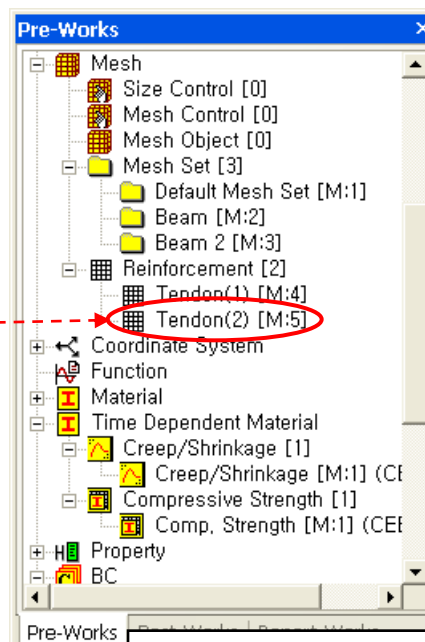 Pre-Works
Mesh
Size Control [0]
Mesh Control [0]
Mesh Object [0]
Mesh Set [3]
Default Mesh Set [M:1]
Beam [M:2]
Beam 2 [M:3]
Reinforcement [2]
Tendon(1) [M:4]
Tendon(2) [M:5]
Coordinate System
Function
Material
Time Dependent Material
Creep/Shrinkage [1]
Creep/Shrinkage [M:1] (CE
Compressive Strength [1]
Comp, Strength [M:1] (CEE
Property
BC
Pre-Works